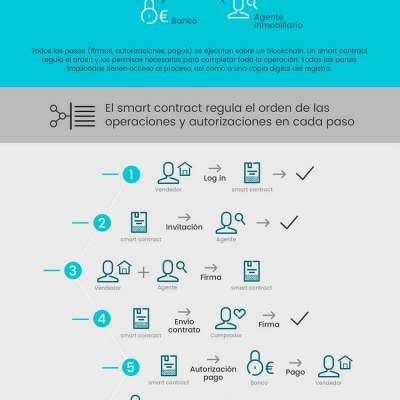 € Banco
Agente
Inmobiliario
Todos los pasos (firmas, autorizaciones, pagos) se ejecutan sobre un blockchain. Un smart contract
regula el orden y los permisos necesarios para completar toda la operación. Todas las partes
implicadas tienen acceso al proceso, así como a una copia digital del registro.
El smart contract regula el orden de las
operaciones y autorizaciones en cada paso
1 Log in
Vendedor smart contract
2 Invitación
smart contract Agente
3 + Firma
Vendedor Agente smart contract
4 Envio
contrato Firma
smart contract Comprador
5 Autorización
pago € Pago
smart contract Banco Vendedor